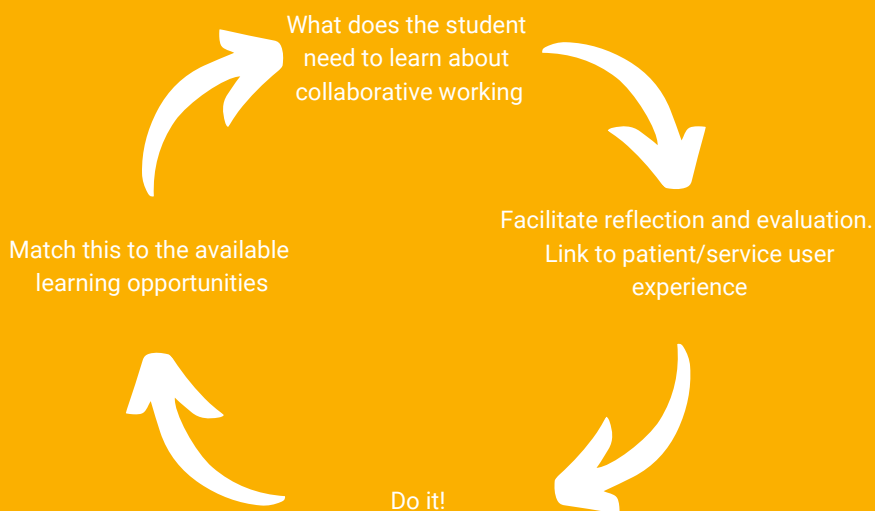 What does the student
need to learn about
collaborative working
Facilitate reflection and evaluation.
Link to patient/service user
experience
Do it!
Match this to the available
learning opportunities